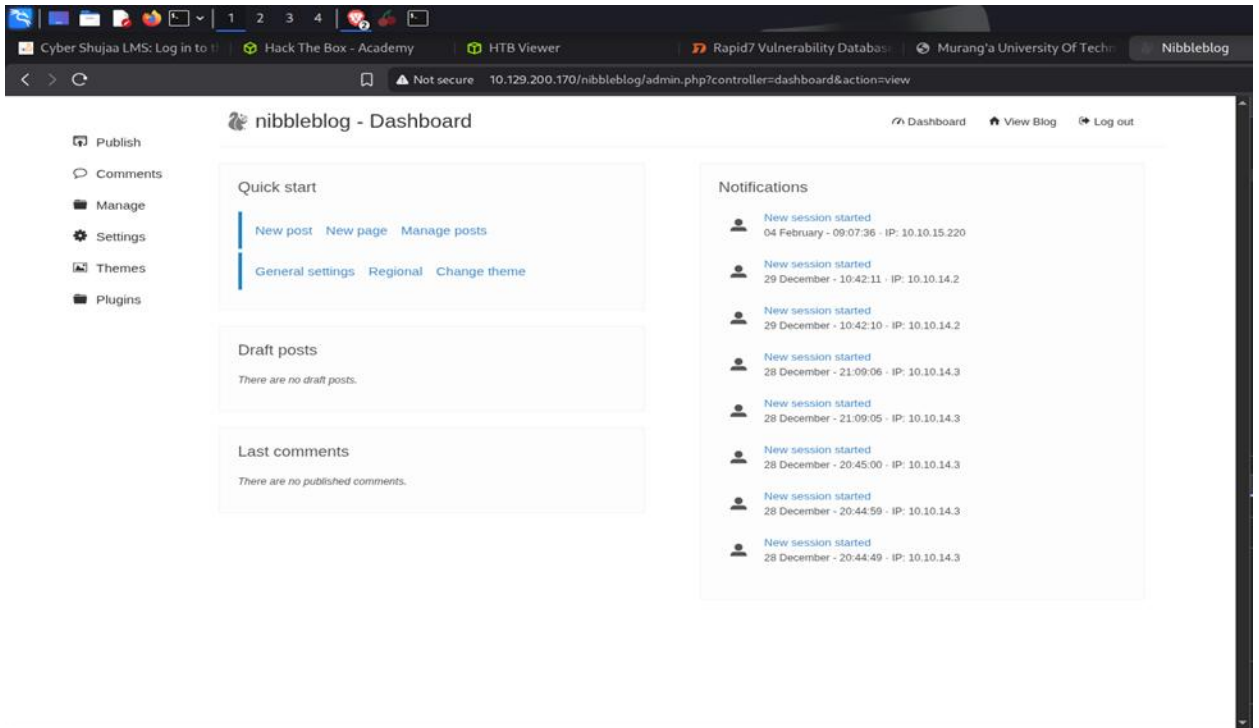 1 2 3 4
2
Cyber Shujaa LMS: Log in to t
Hack The Box - Academy
HTB Viewer
Rapid7 Vulnerability Databas
Murang'a University Of Techn
Nibbleblog
Not secure 10.129.200.170/nibbleblog/admin.php?controller=dashboard&action=view
nibbleblog - Dashboard
Dashboard View Blog Log out
Publish
Comments
Manage
Settings
Themes
Plugins
Quick start
New post New page Manage posts
General settings Regional Change theme
Draft posts
There are no draft posts.
Last comments
There are no published comments.
Notifications
New session started
04 February - 09:07:36 · IP: 10.10.15.220
New session started
29 December - 10:42:11 · IP: 10.10.14.2
New session started
29 December - 10:42:10 · IP: 10.10.14.2
New session started
28 December - 21:09:06 · IP: 10.10.14.3
New session started
28 December - 21:09:05 · IP: 10.10.14.3
New session started
28 December - 20:45:00 · IP: 10.10.14.3
New session started
28 December - 20:44:59 · IP: 10.10.14.3
New session started
28 December - 20:44:49 · IP: 10.10.14.3